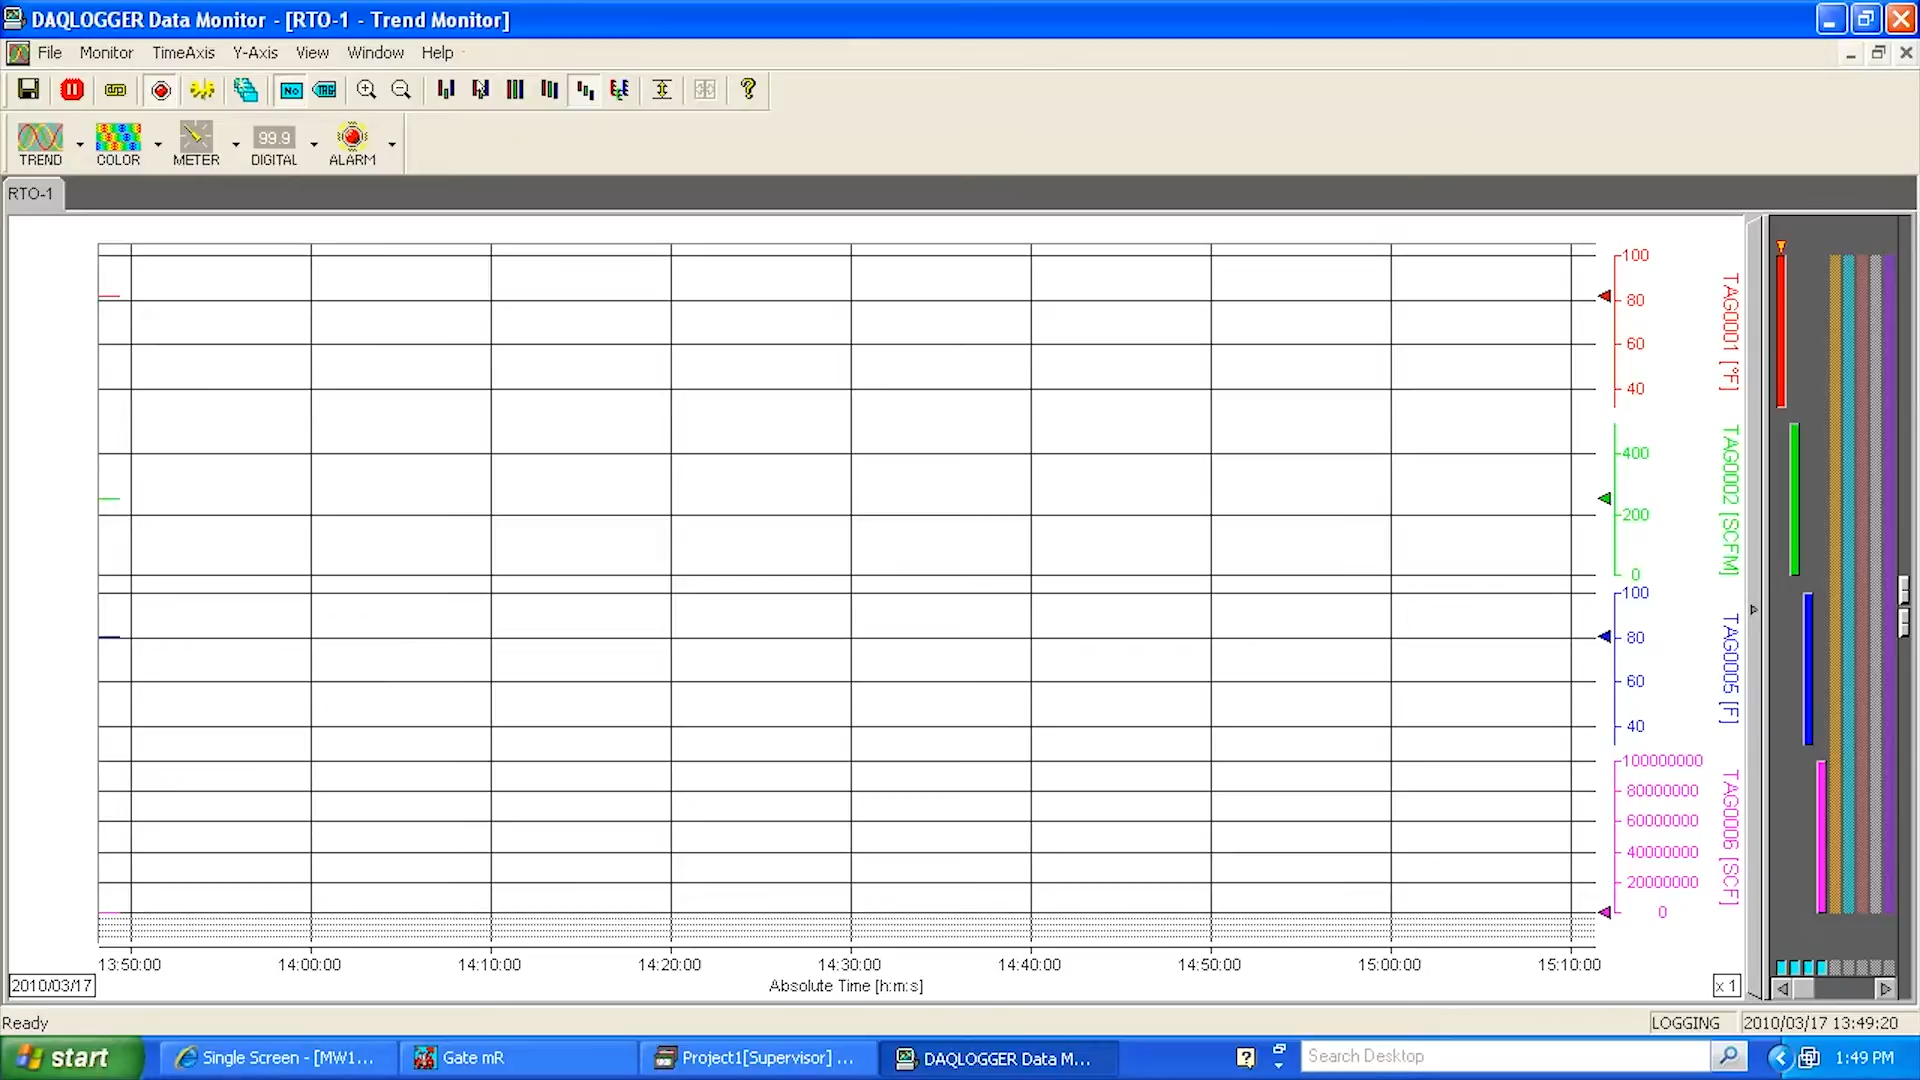 DAQLOGGER Data Monitor - [RTO-1 - Trend Monitor]
File Monitor TimeAxis Y-Axis View Window Help
No TAG ?
99.9
TREND COLOR METER DIGITAL ALARM
RTO-1
100
80
60
40
TAG0001 [°F]
400
200
0
TAG0002 [SCFM]
100
80
60
40
TAG0005 [F]
100000000
80000000
60000000
40000000
20000000
0
TAG0006 [SCF]
13:50:00 14:00:00 14:10:00 14:20:00 14:30:00 14:40:00 14:50:00 15:00:00 15:10:00
2010/03/17 Absolute Time [h:m:s] x 1
Ready LOGGING 2010/03/17 13:49:20
start Single Screen - [MW1... Gate mR Project1[Supervisor] ... DAQLOGGER Data M... ? Search Desktop 1:49 PM